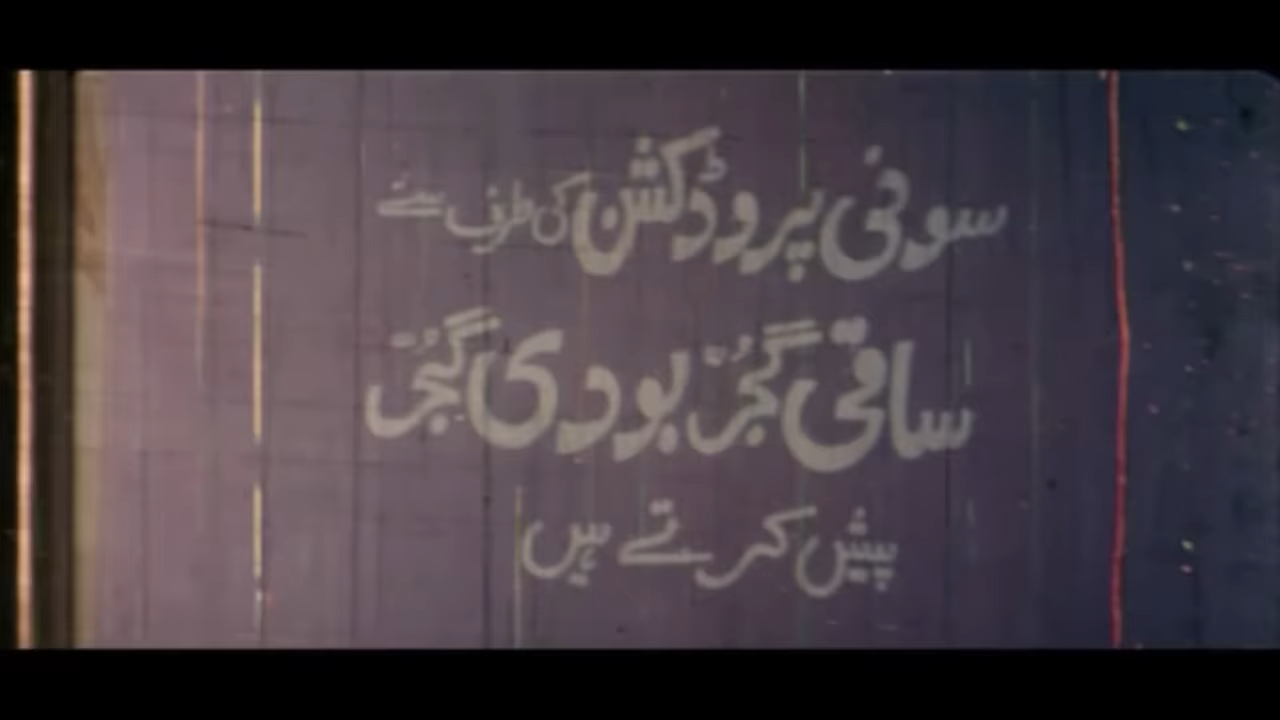 سونی پروڈکشن کی طرف سے
ساقی گجر بودی گجر
پیش کرتے ہیں